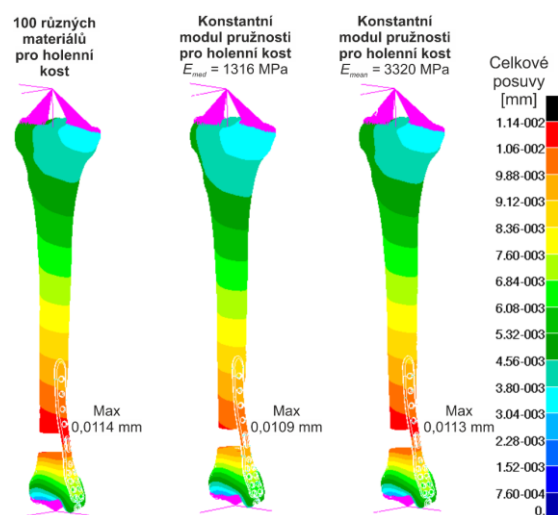 100 různých
materiálů
pro holenní
kost
Konstantní
modul pružnosti
pro holenní kost
E_med = 1316 MPa
Konstantní
modul pružnosti
pro holenní kost
E_mean = 3320 MPa
Celkové
posuvy
[mm]
1.14-002
1.06-002
9.88-003
9.12-003
8.36-003
7.60-003
6.84-003
6.08-003
5.32-003
4.56-003
3.80-003
3.04-003
2.28-003
1.52-003
7.60-004
0.
Max
0,0114 mm
Max
0,0109 mm
Max
0,0113 mm